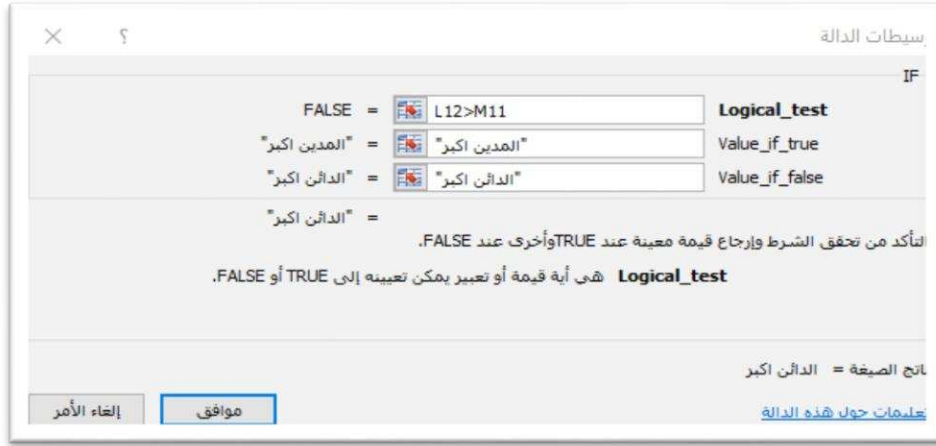 وسيطات الدالة ؟ ×
IF
Logical_test L12>M11 = FALSE
Value_if_true "المدين اكبر" = "المدين اكبر"
Value_if_false "الدائن اكبر" = "الدائن اكبر"
= "الدائن اكبر"
التأكد من تحقق الشرط وإرجاع قيمة معينة عند TRUEوأخرى عند FALSE.
Logical_test هي أية قيمة أو تعبير يمكن تعيينه إلى TRUE أو FALSE.
ناتج الصيغة = الدائن اكبر
تعليمات حول هذه الدالة موافق إلغاء الأمر